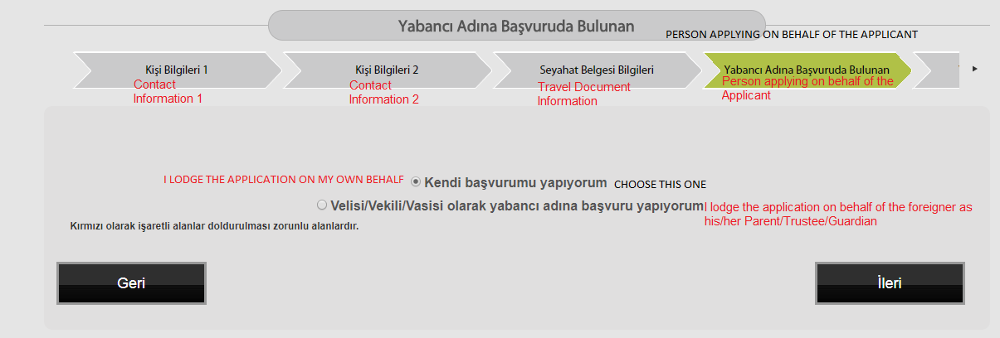 Yabancı Adına Başvuruda Bulunan
PERSON APPLYING ON BEHALF OF THE APPLICANT
Kişi Bilgileri 1
Contact
Information 1
Kişi Bilgileri 2
Contact
Information 2
Seyahat Belgesi Bilgileri
Travel Document
Information
Yabancı Adına Başvuruda Bulunan
Person applying on behalf of the
Applicant
I LODGE THE APPLICATION ON MY OWN BEHALF Kendi başvurumu yapıyorum CHOOSE THIS ONE
Velisi/Vekili/Vasisi olarak yabancı adına başvuru yapıyorum
I lodge the application on behalf of the foreigner as
his/her Parent/Trustee/Guardian
Kırmızı olarak işaretli alanlar doldurulması zorunlu alanlardır.
Geri
İleri